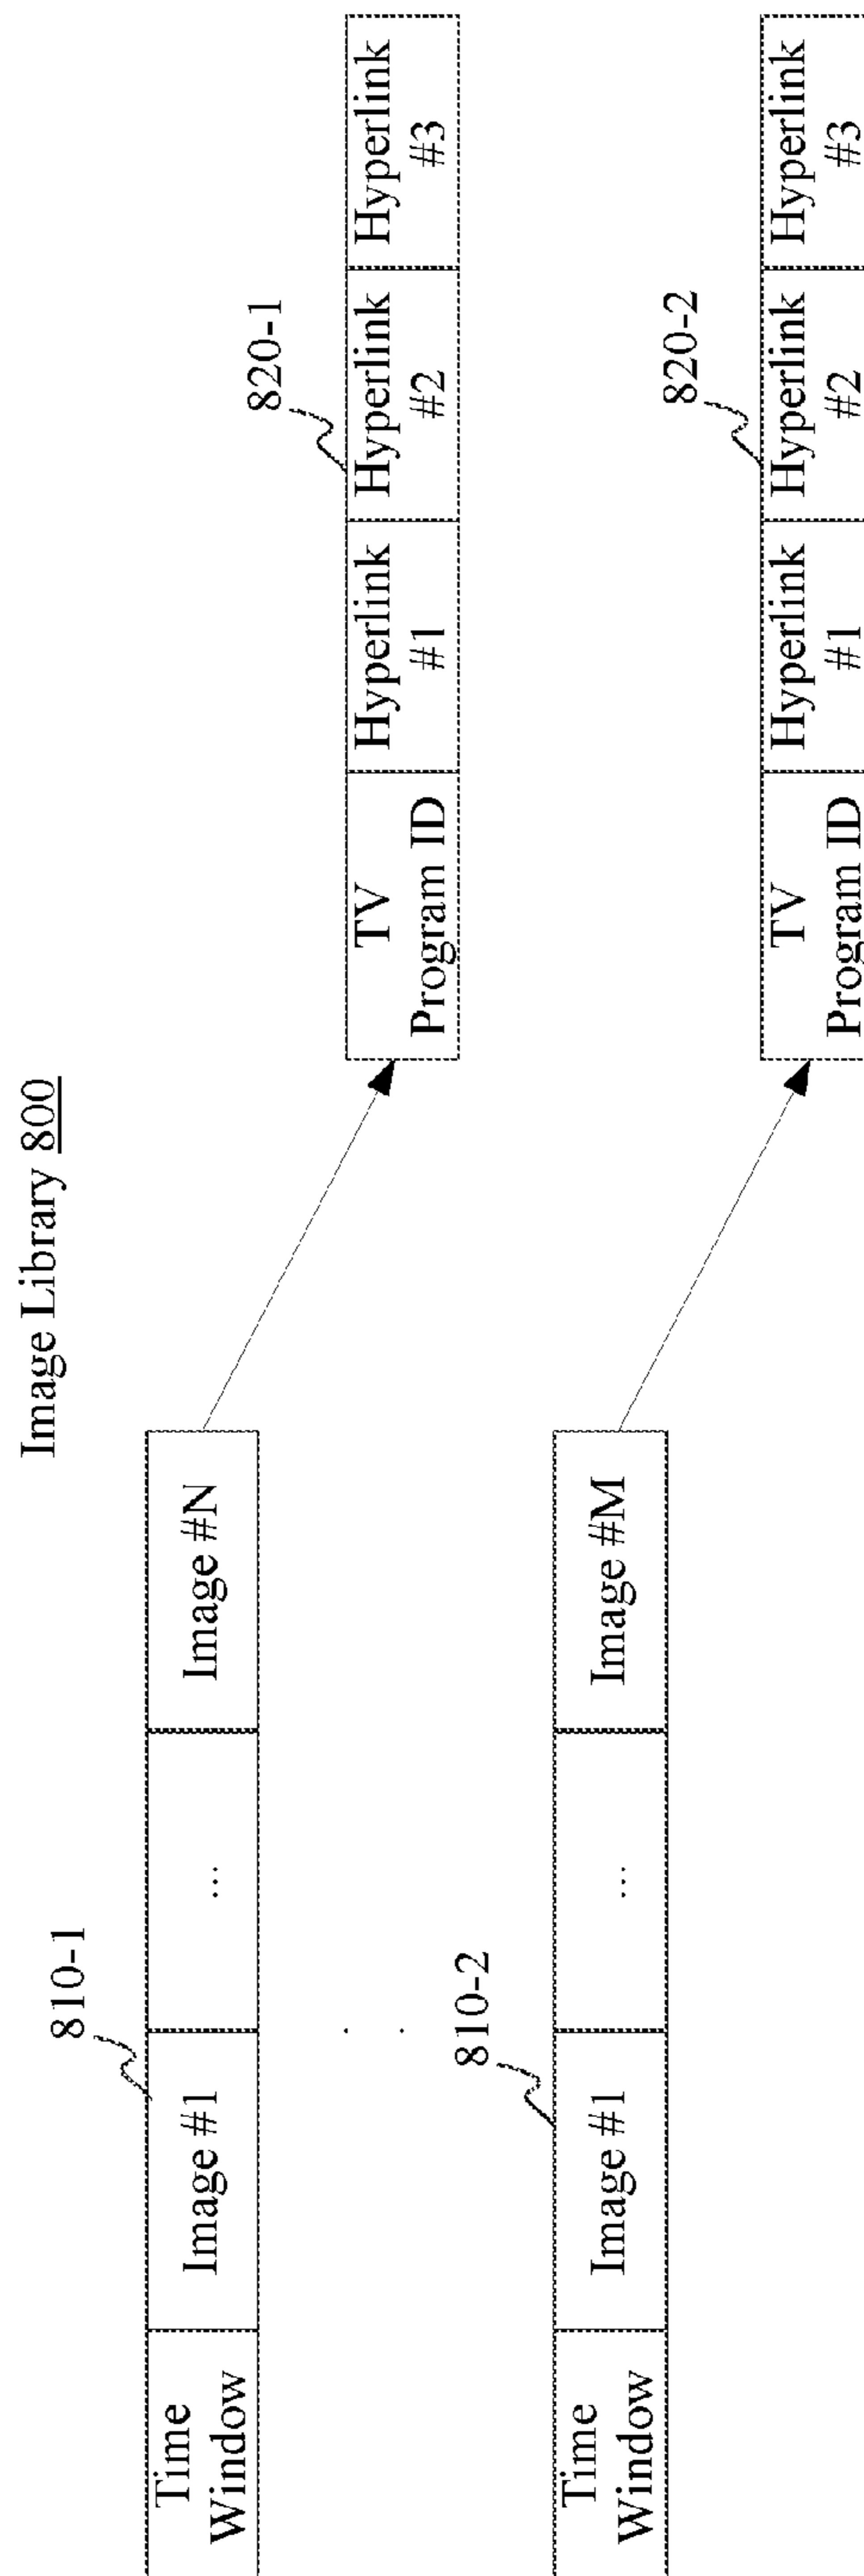 Image Library 800
810-1
Time
Window
Image #1
...
Image #N
820-1
TV
Program ID
Hyperlink
#1
Hyperlink
#2
Hyperlink
#3
810-2
Time
Window
Image #1
...
Image #M
820-2
TV
Program ID
Hyperlink
#1
Hyperlink
#2
Hyperlink
#3